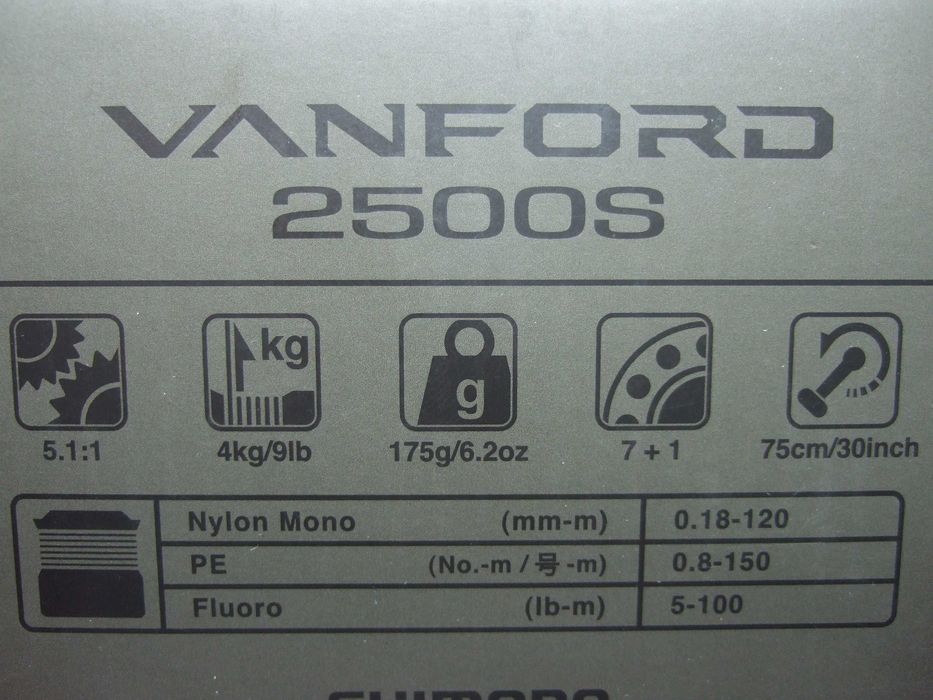 VANFORD
2500S
kg g
5.1:1 4kg/9lb 175g/6.2oz 7 + 1 75cm/30inch
Nylon Mono (mm-m) 0.18-120
PE (No.-m / 号 -m) 0.8-150
Fluoro (lb-m) 5-100
SHIMANO